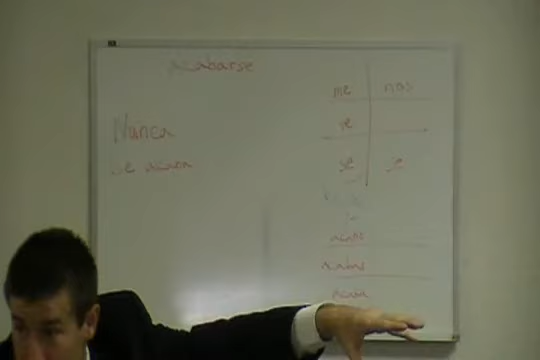 acabarse
me nos
te
Nunca
se acaba
se se
acabo
acabas
acaba